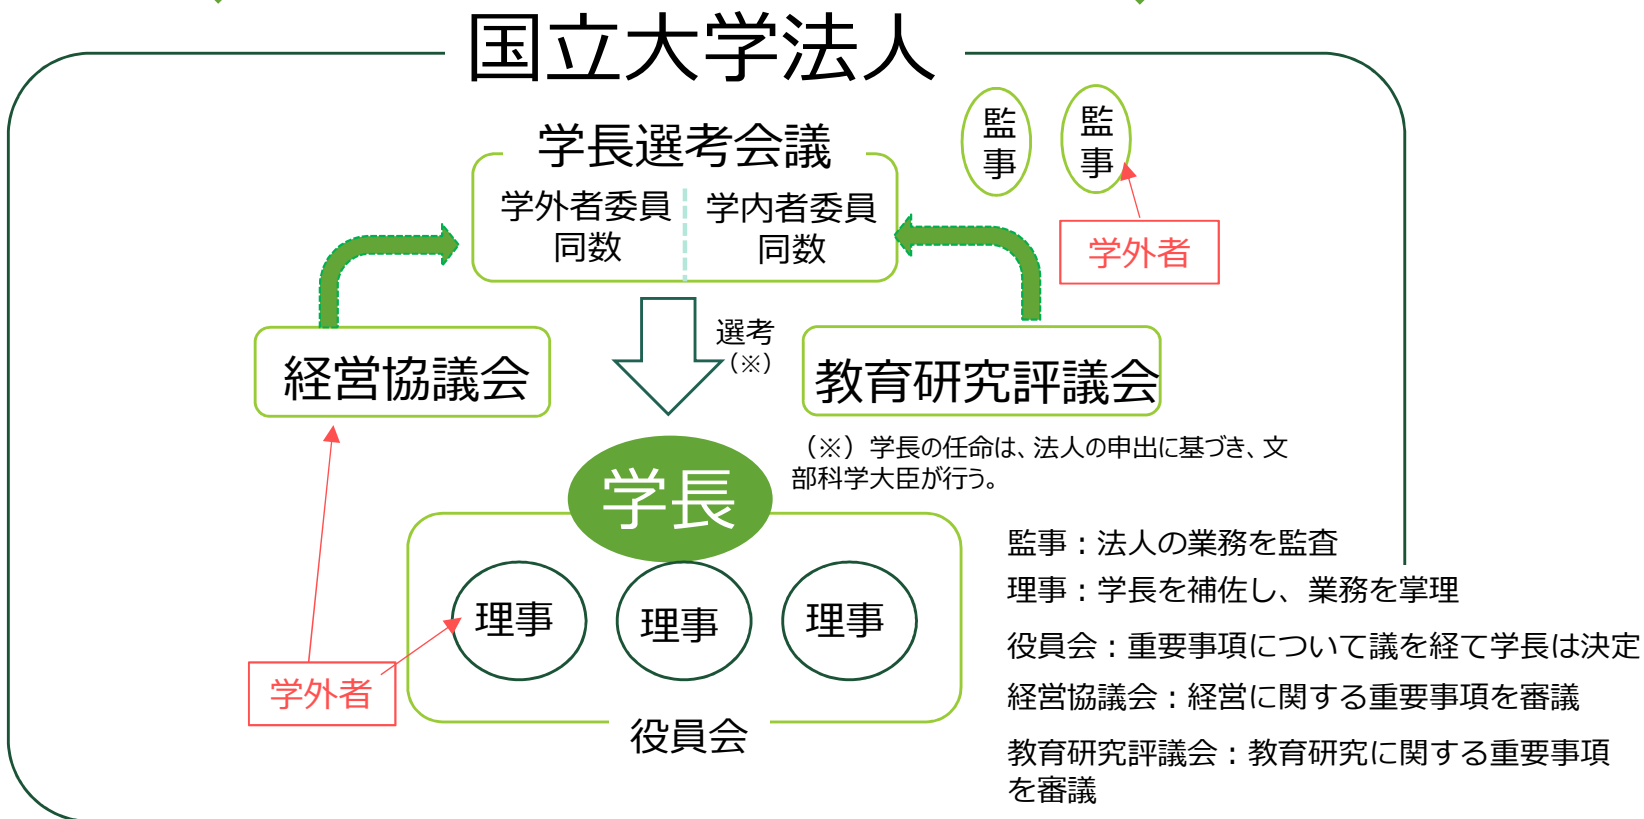 国立大学法人
監事
監事
学長選考会議
学外者委員
同数
学内者委員
同数
学外者
選考
（※）
経営協議会
教育研究評議会
（※）学長の任命は、法人の申出に基づき、文
部科学大臣が行う。
学長
理事
理事
理事
学外者
役員会
監事：法人の業務を監査
理事：学長を補佐し、業務を掌理
役員会：重要事項について議を経て学長は決定
経営協議会：経営に関する重要事項を審議
教育研究評議会：教育研究に関する重要事項
を審議